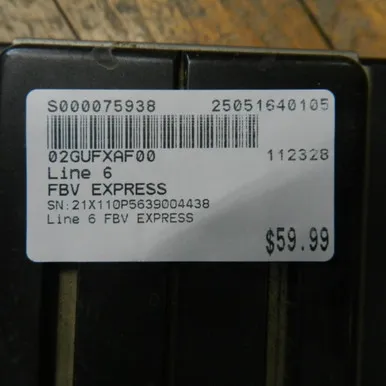 S000075938 25051640105
02GUFXAF00 112328
Line 6
FBV EXPRESS
SN:21X110P5639004438
Line 6 FBV EXPRESS
$59.99